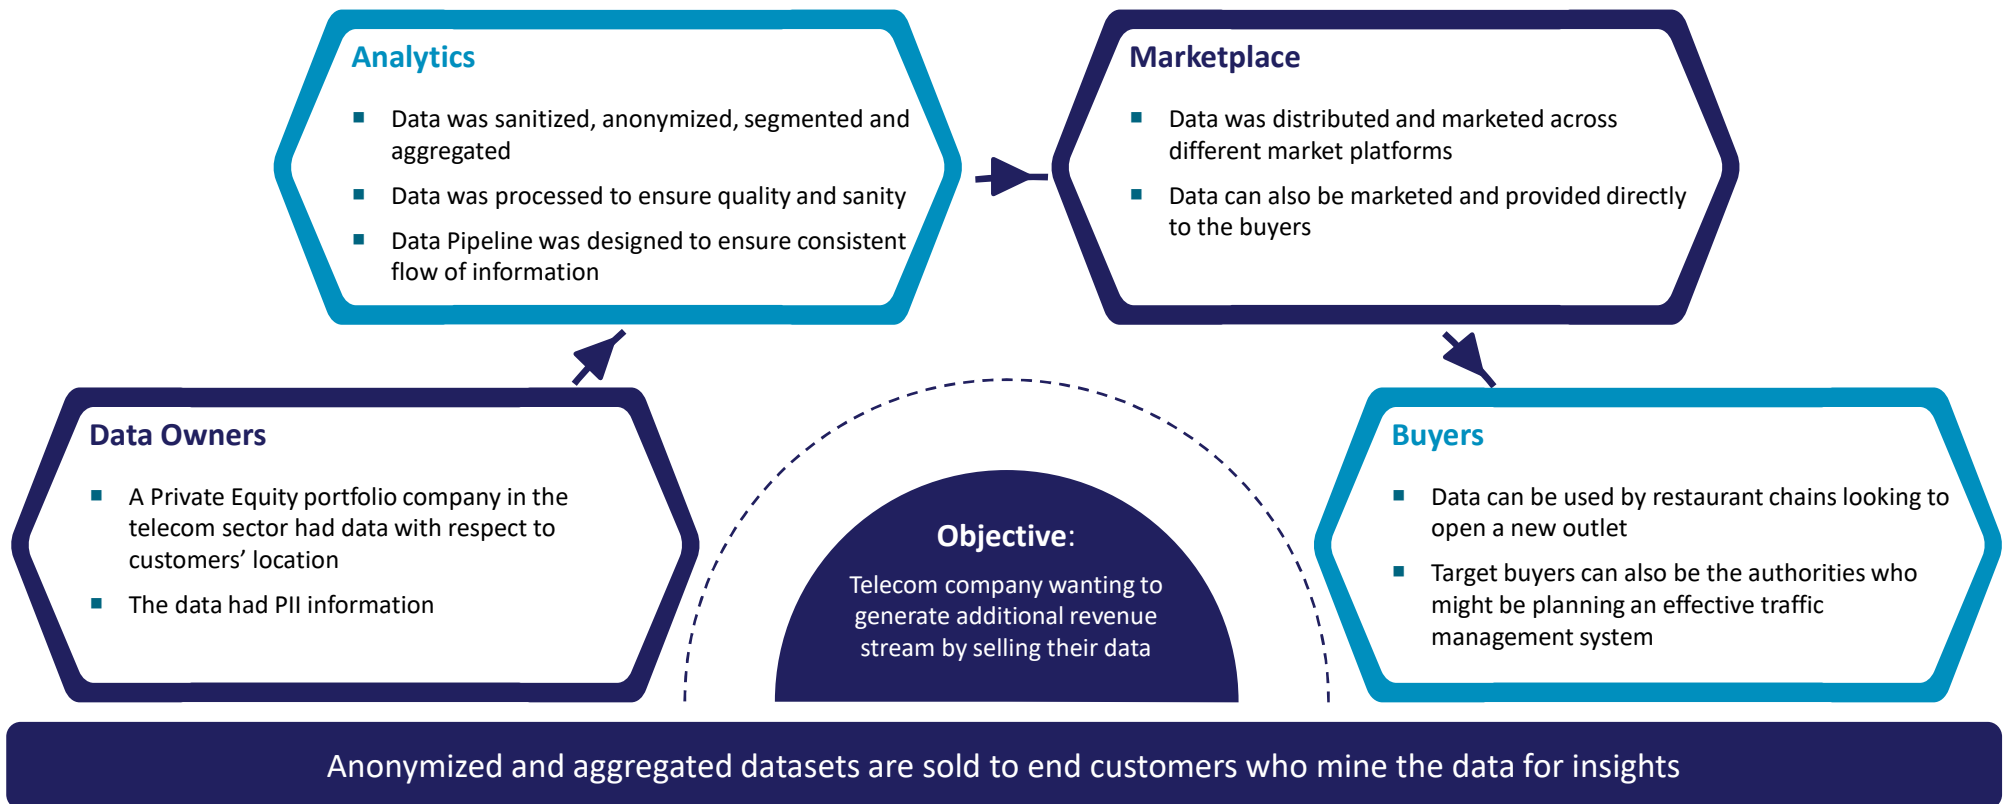 Analytics
■ Data was sanitized, anonymized, segmented and
aggregated
■ Data was processed to ensure quality and sanity
■ Data Pipeline was designed to ensure consistent
flow of information
Marketplace
■ Data was distributed and marketed across
different market platforms
■ Data can also be marketed and provided directly
to the buyers
Data Owners
■ A Private Equity portfolio company in the
telecom sector had data with respect to
customers’ location
■ The data had PII information
Objective:
Telecom company wanting to
generate additional revenue
stream by selling their data
Buyers
■ Data can be used by restaurant chains looking to
open a new outlet
■ Target buyers can also be the authorities who
might be planning an effective traffic
management system
Anonymized and aggregated datasets are sold to end customers who mine the data for insights